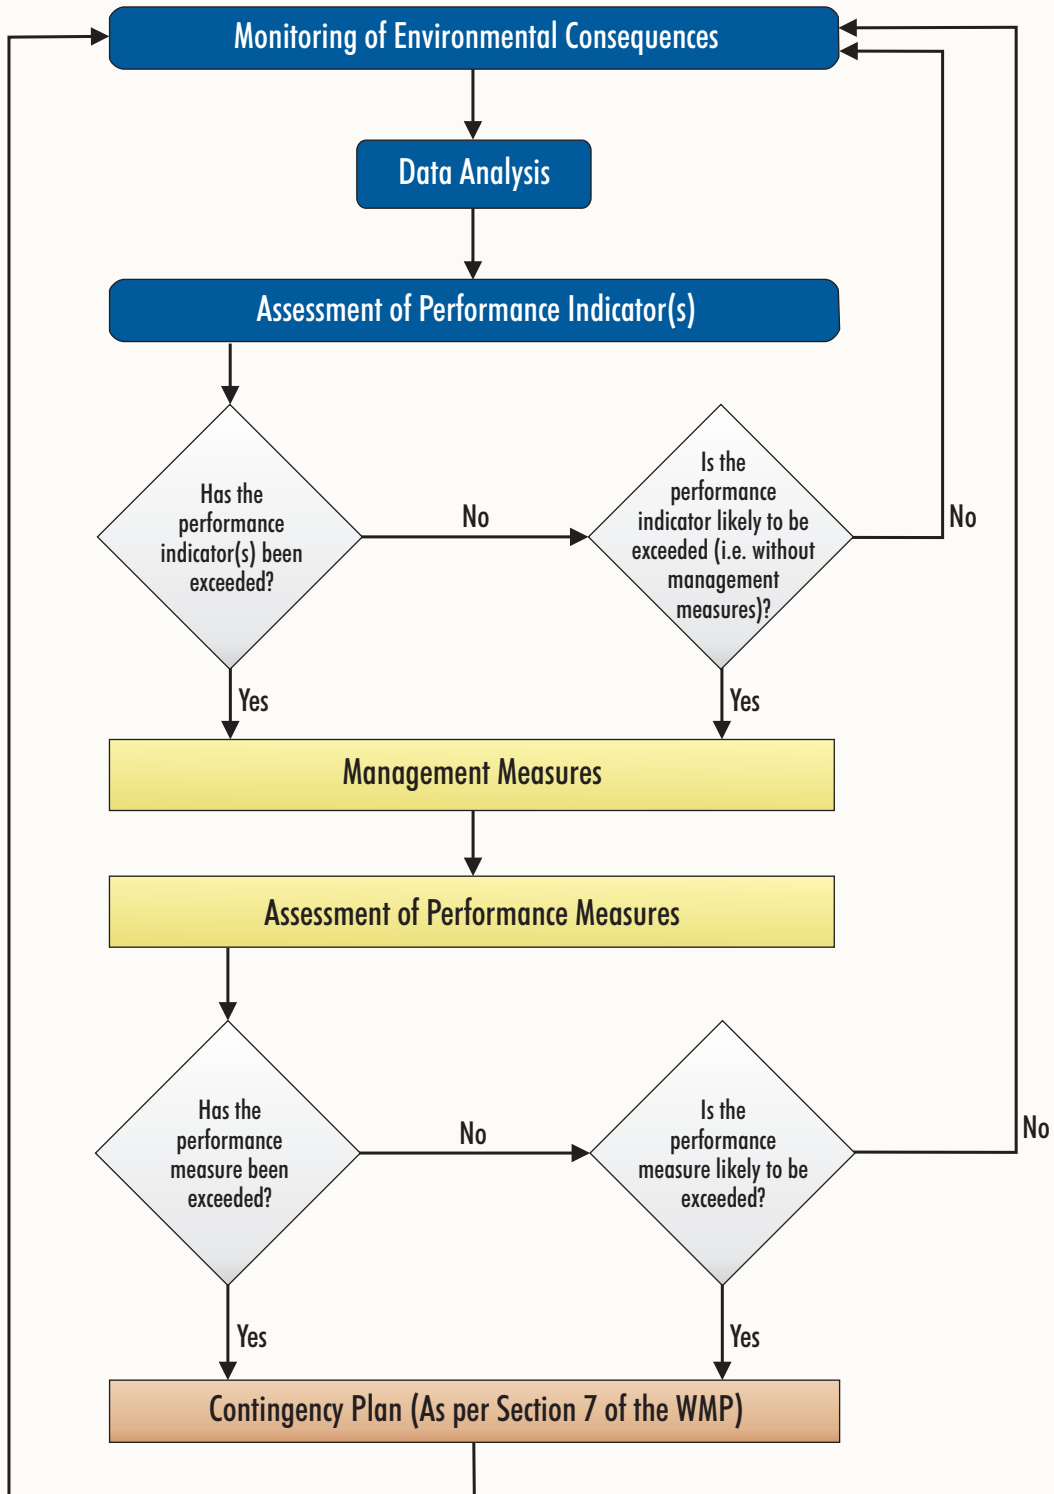 Monitoring of Environmental Consequences
Data Analysis
Assessment of Performance Indicator(s)
Has the
performance
indicator(s) been
exceeded?
No
Is the
performance
indicator likely to be
exceeded (i.e. without
management
measures)?
No
Yes
Yes
Management Measures
Assessment of Performance Measures
Has the
performance
measure been
exceeded?
No
Is the
performance
measure likely to be
exceeded?
No
Yes
Yes
Contingency Plan (As per Section 7 of the WMP)